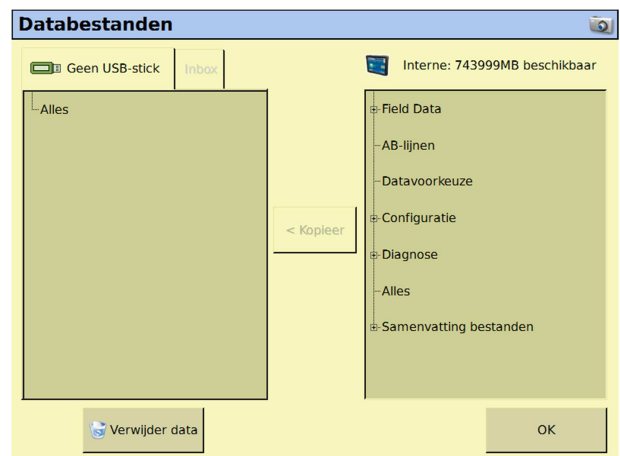 Databestanden
Geen USB-stick
Inbox
Interne: 743999MB beschikbaar
Alles
Field Data
AB-lijnen
Datavoorkeuze
Configuratie
Diagnose
Alles
Samenvatting bestanden
< Kopieer
Verwijder data
OK